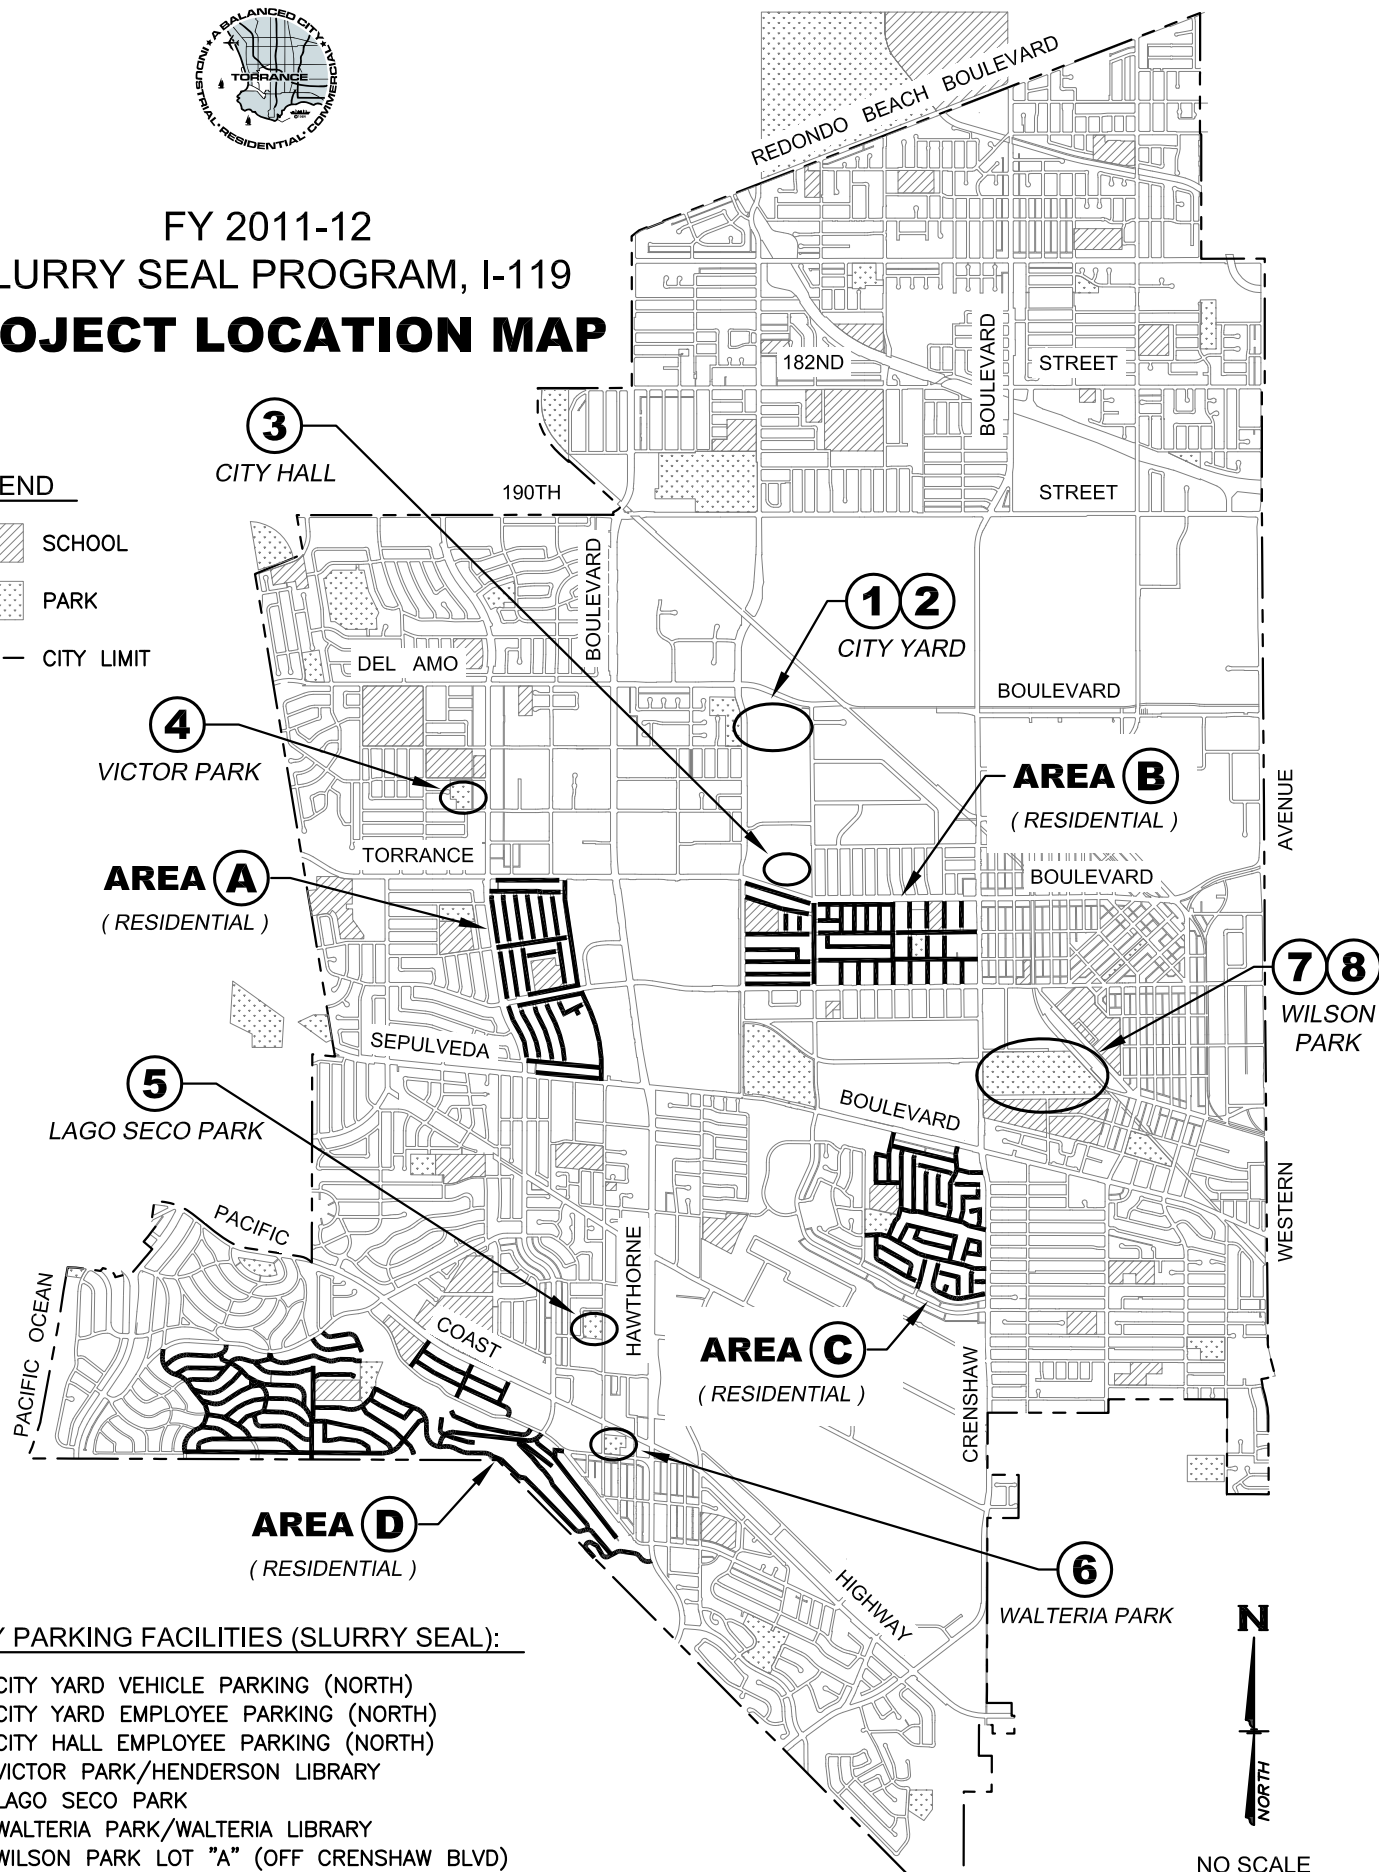 A BALANCED CITY
INDUSTRIAL · RESIDENTIAL · COMMERCIAL
TORRANCE
FY 2011-12
LURRY SEAL PROGRAM, I-119
OJECT LOCATION MAP
REDONDO BEACH BOULEVARD
182ND
STREET
BOULEVARD
3
CITY HALL
END
SCHOOL
PARK
CITY LIMIT
190TH
STREET
BOULEVARD
1 2
CITY YARD
DEL AMO
BOULEVARD
4
VICTOR PARK
AREA B
( RESIDENTIAL )
AVENUE
TORRANCE
BOULEVARD
AREA A
( RESIDENTIAL )
7 8
WILSON
PARK
SEPULVEDA
BOULEVARD
5
LAGO SECO PARK
PACIFIC
WESTERN
HAWTHORNE
PACIFIC OCEAN
COAST
AREA C
( RESIDENTIAL )
CRENSHAW
AREA D
( RESIDENTIAL )
6
WALTERIA PARK
HIGHWAY
N
NORTH
NO SCALE
Y PARKING FACILITIES (SLURRY SEAL):
CITY YARD VEHICLE PARKING (NORTH)
CITY YARD EMPLOYEE PARKING (NORTH)
CITY HALL EMPLOYEE PARKING (NORTH)
VICTOR PARK/HENDERSON LIBRARY
LAGO SECO PARK
WALTERIA PARK/WALTERIA LIBRARY
WILSON PARK LOT "A" (OFF CRENSHAW BLVD)